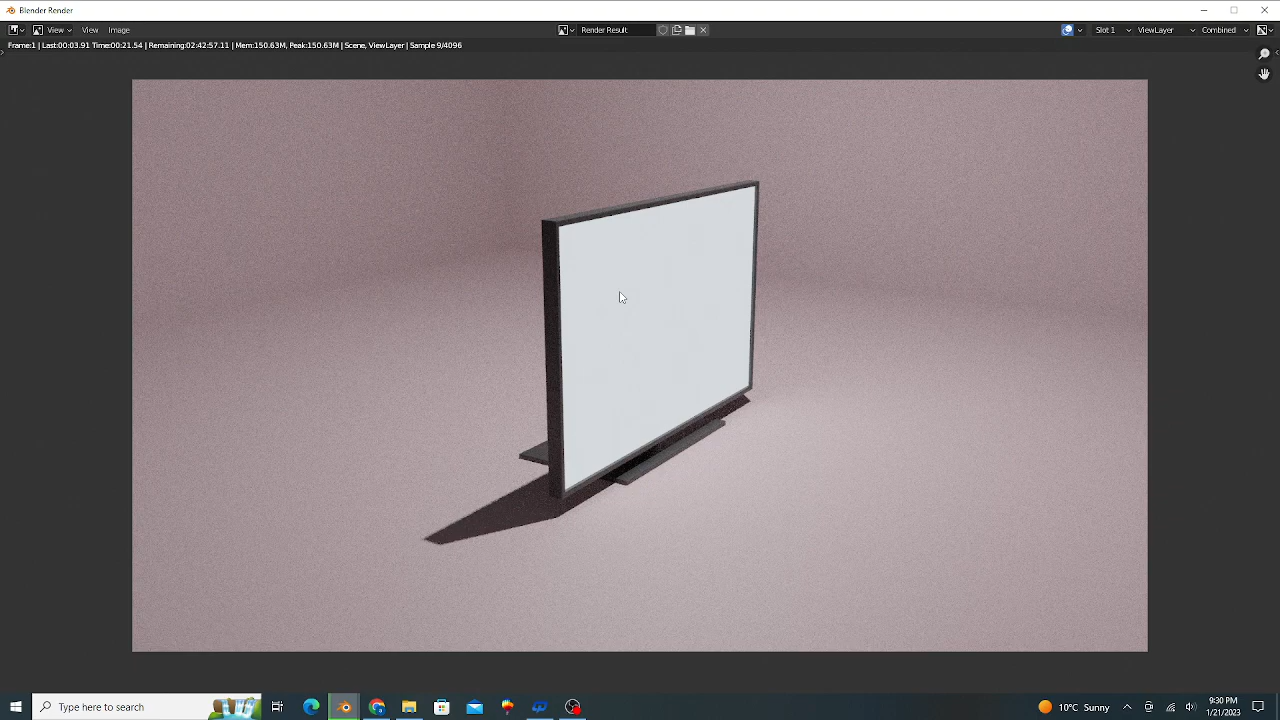 Blender Render
View
View
Image
Render Result
Slot 1
ViewLayer
Combined
Frame:1 | Last:00:03.91 Time:00:21.54 | Remaining:02:42:57.11 | Mem:150.63M, Peak:150.63M | Scene, ViewLayer | Sample 9/4096
Type here to search
10°C Sunny
9:30 PM
1/21/2023